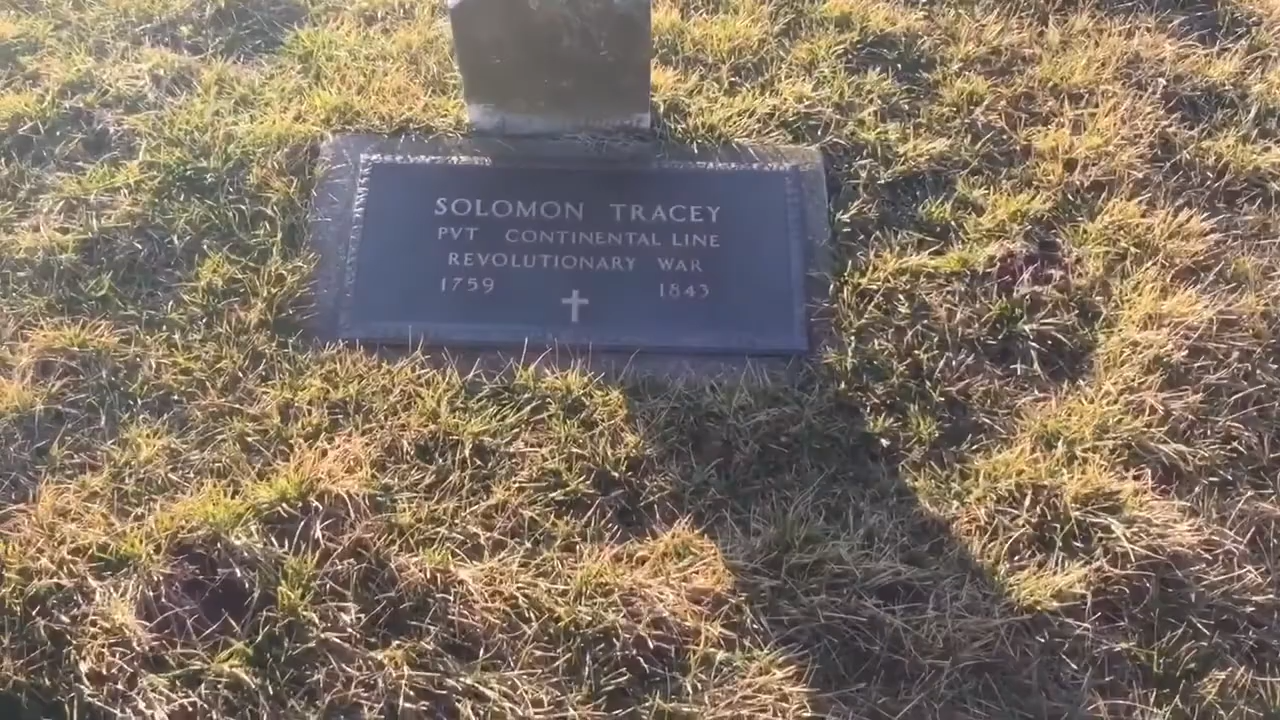 SOLOMON TRACEY
PVT CONTINENTAL LINE
REVOLUTIONARY WAR
1759 1843